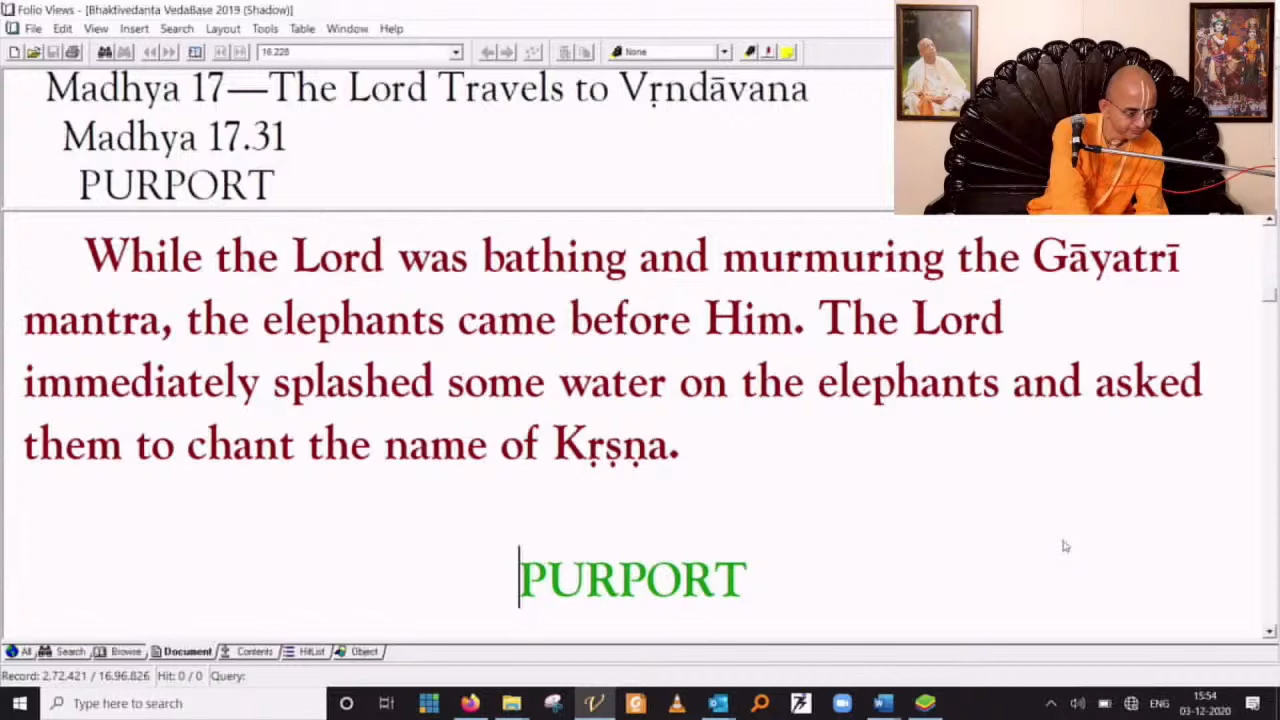 Folio Views - [Bhaktivedanta VedaBase 2019 (Shadow)]
File Edit View Insert Search Layout Tools Table Window Help
16.228
None
Madhya 17—The Lord Travels to Vṛndāvana
Madhya 17.31
PURPORT
While the Lord was bathing and murmuring the Gāyatrī
mantra, the elephants came before Him. The Lord
immediately splashed some water on the elephants and asked
them to chant the name of Kṛṣṇa.
PURPORT
All Search Browse Document Contents HitList Object
Record: 2,72,421 / 16,96,826 Hit: 0 / 0 Query:
Type here to search
ENG
15:54
03-12-2020